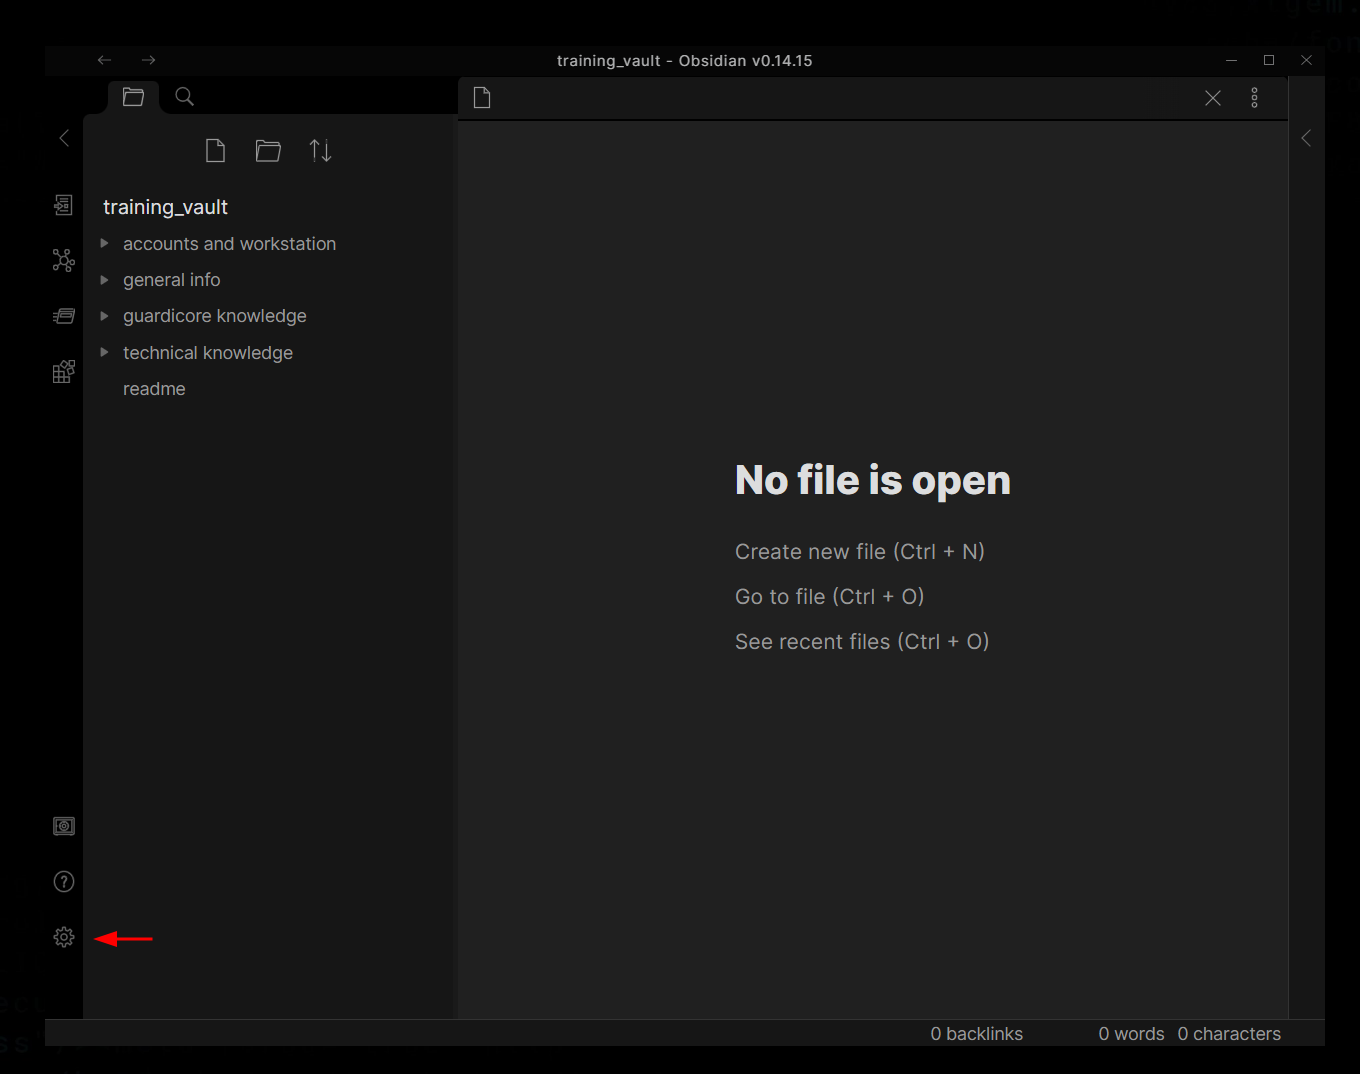 training_vault - Obsidian v0.14.15
training_vault
accounts and workstation
general info
guardicore knowledge
technical knowledge
readme
No file is open
Create new file (Ctrl + N)
Go to file (Ctrl + O)
See recent files (Ctrl + O)
0 backlinks
0 words
0 characters